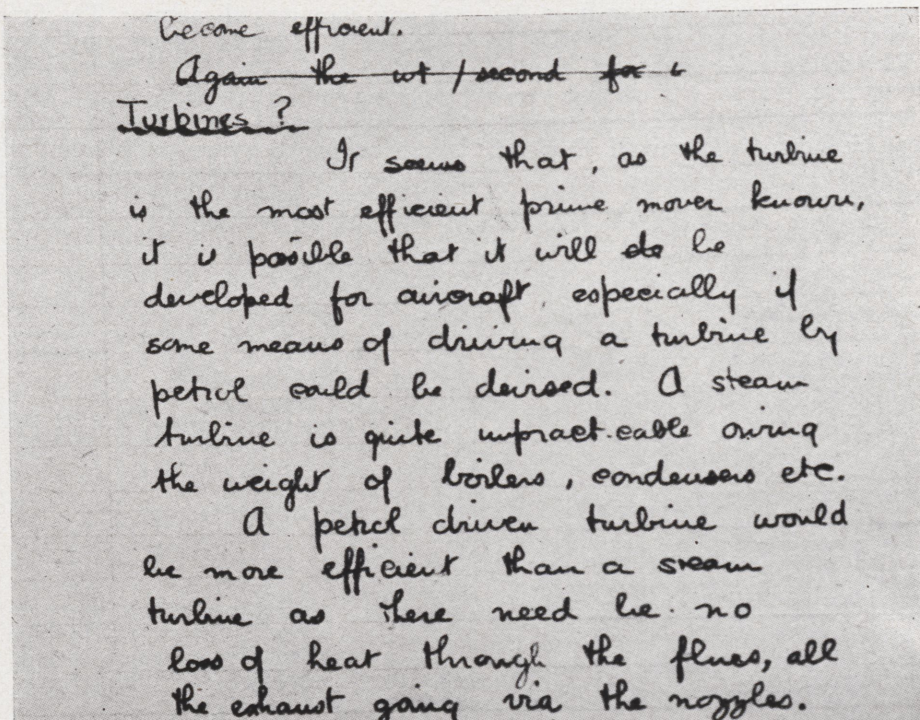 become efficient.
Again the wt / second for a
Turbines ?
It seems that, as the turbine
is the most efficient prime mover known,
it is possible that it will do be
developed for aircraft, especially if
some means of driving a turbine by
petrol could be devised. A steam
turbine is quite impracticable owing
the weight of boilers, condensers etc.
A petrol driven turbine would
be more efficient than a steam
turbine as there need be no
loss of heat through the flues, all
the exhaust going via the nozzles.